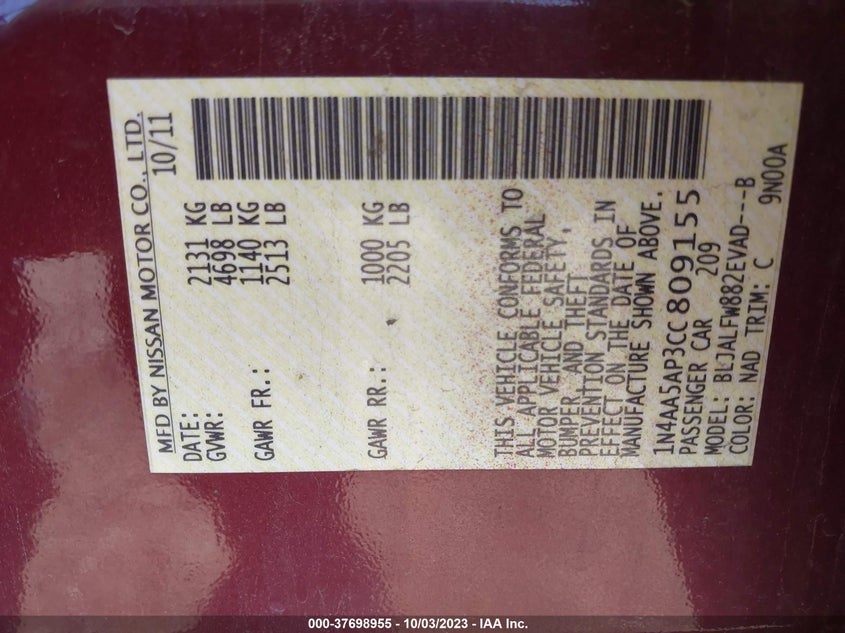 MFD BY NISSAN MOTOR CO., LTD.
DATE: 10/11
GVWR: 2131 KG
4698 LB
GAWR FR.: 1140 KG
2513 LB
GAWR RR.: 1000 KG
2205 LB
THIS VEHICLE CONFORMS TO
ALL APPLICABLE FEDERAL
MOTOR VEHICLE SAFETY,
BUMPER AND THEFT
PREVENTION STANDARDS IN
EFFECT ON THE DATE OF
MANUFACTURE SHOWN ABOVE.
1N4AA5AP3CC809155
PASSENGER CAR 209
MODEL: BLJALFW882EVAD---B
COLOR: NAD TRIM: C 9N00A
000-37698955 - 10/03/2023 - IAA Inc.